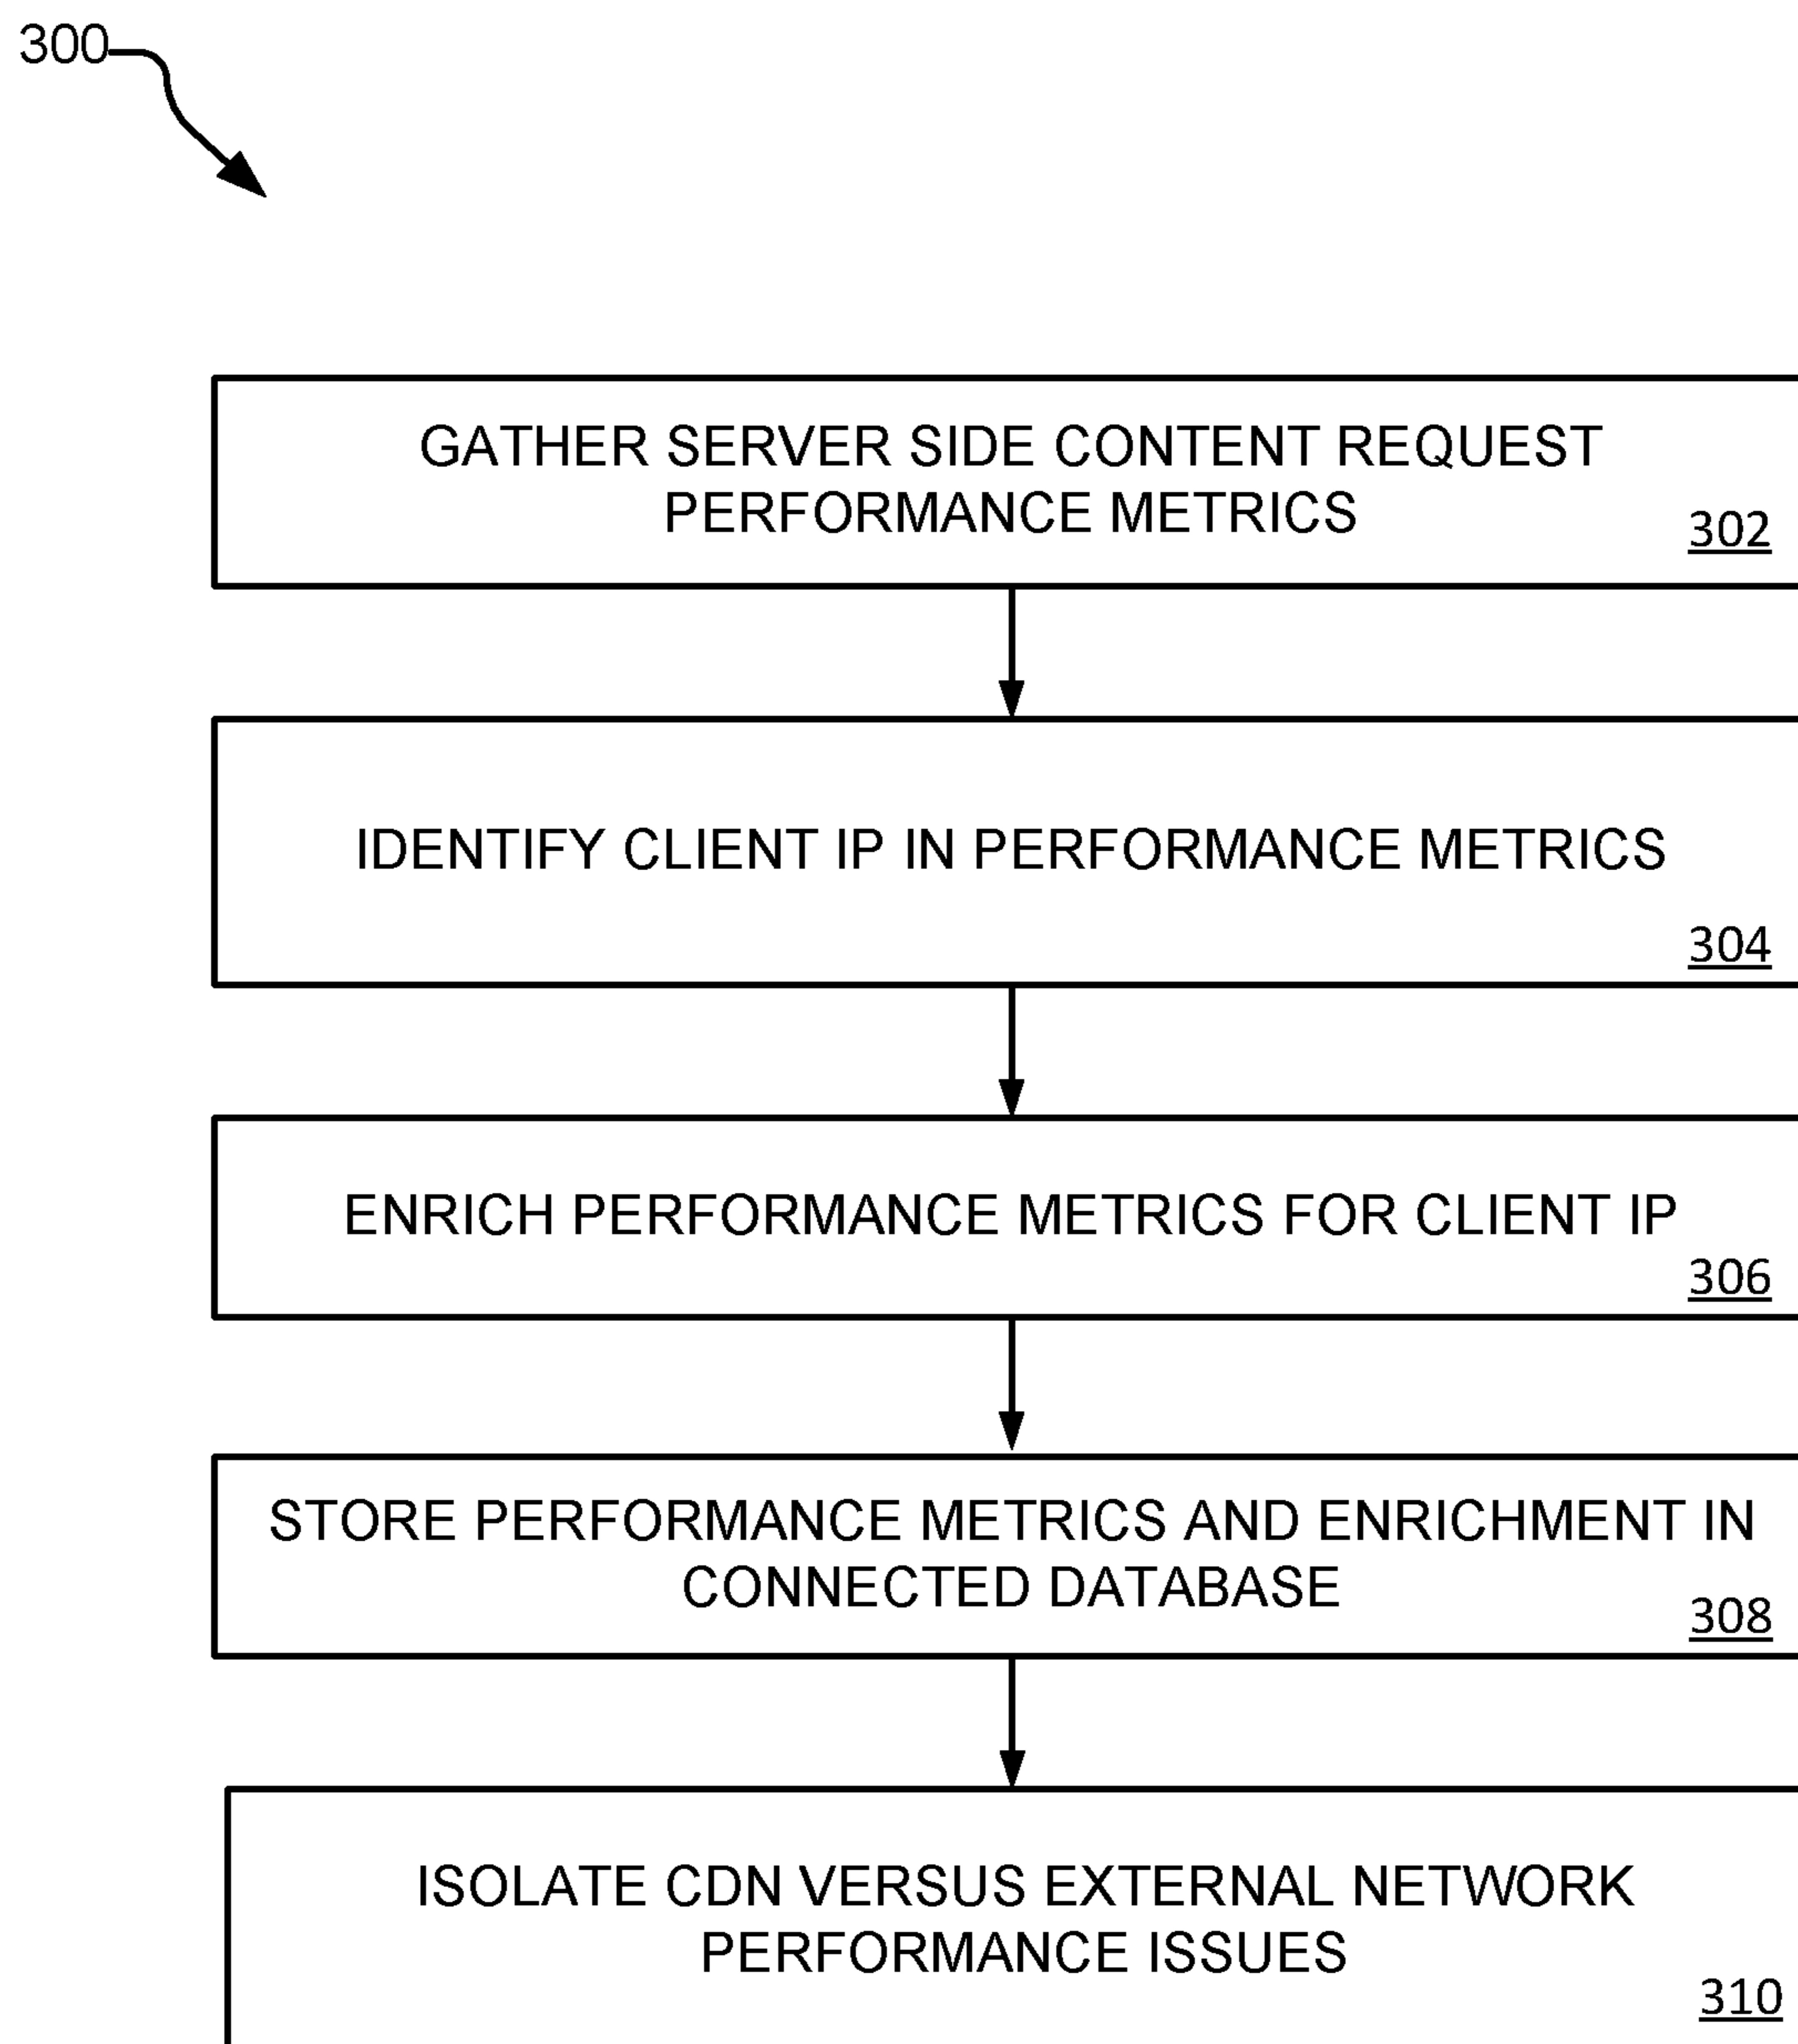 300
GATHER SERVER SIDE CONTENT REQUEST
PERFORMANCE METRICS
302
IDENTIFY CLIENT IP IN PERFORMANCE METRICS
304
ENRICH PERFORMANCE METRICS FOR CLIENT IP
306
STORE PERFORMANCE METRICS AND ENRICHMENT IN
CONNECTED DATABASE
308
ISOLATE CDN VERSUS EXTERNAL NETWORK
PERFORMANCE ISSUES
310